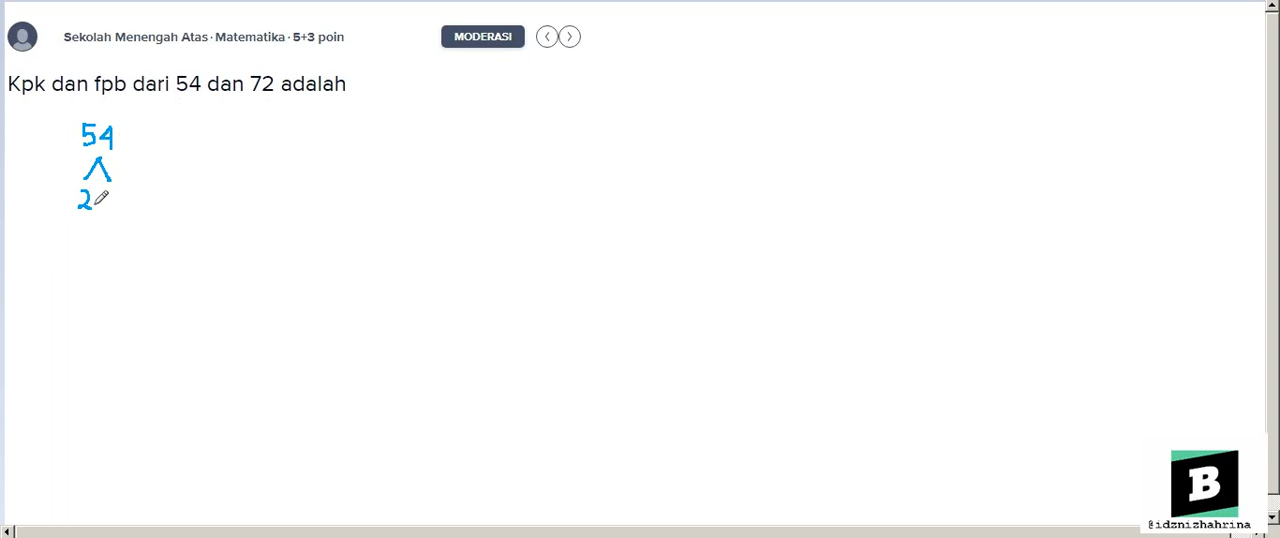 Sekolah Menengah Atas · Matematika · 5+3 poin
MODERASI
Kpk dan fpb dari 54 dan 72 adalah
54
2
B
@idznizhahrina